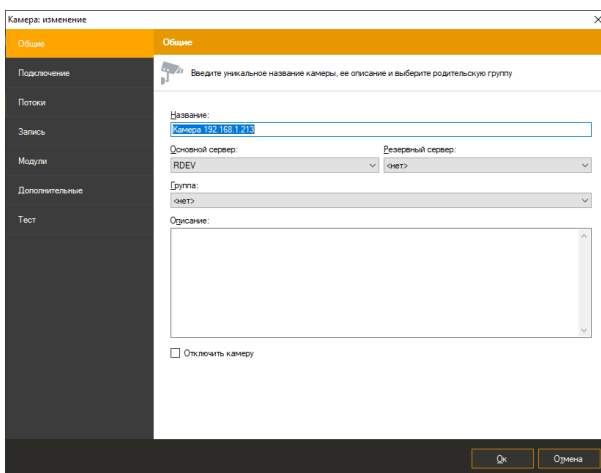 Камера: изменение
Общие
Подключение
Потоки
Запись
Модули
Дополнительные
Тест
Общие
Введите уникальное название камеры, ее описание и выберите родительскую группу
Название:
Камера 192.168.1.213
Основной сервер: Резервный сервер:
RDEV <нет>
Группа:
<нет>
Описание:
Отключить камеру
Ок Отмена